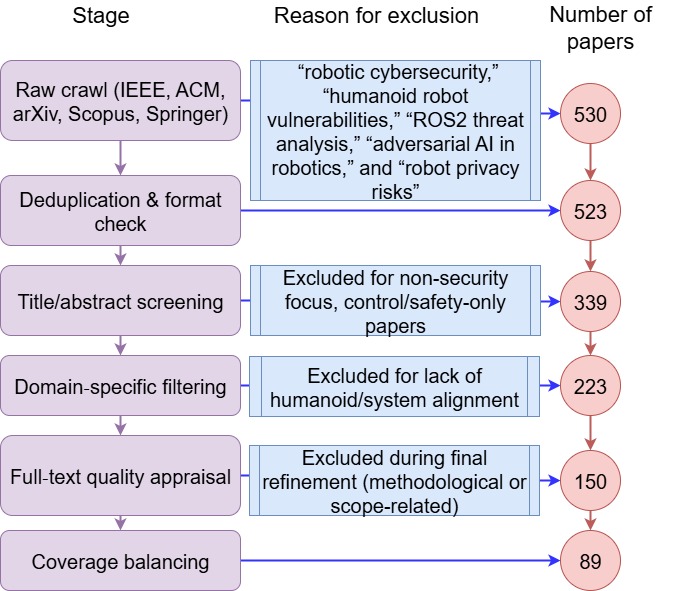 Stage
Reason for exclusion
Number of
papers
Raw crawl (IEEE, ACM,
arXiv, Scopus, Springer)
“robotic cybersecurity,”
“humanoid robot
vulnerabilities,” “ROS2 threat
analysis,” “adversarial AI in
robotics,” and “robot privacy
risks”
530
Deduplication & format
check
523
Title/abstract screening
Excluded for non-security
focus, control/safety-only
papers
339
Domain-specific filtering
Excluded for lack of
humanoid/system alignment
223
Full-text quality appraisal
Excluded during final
refinement (methodological or
scope-related)
150
Coverage balancing
89